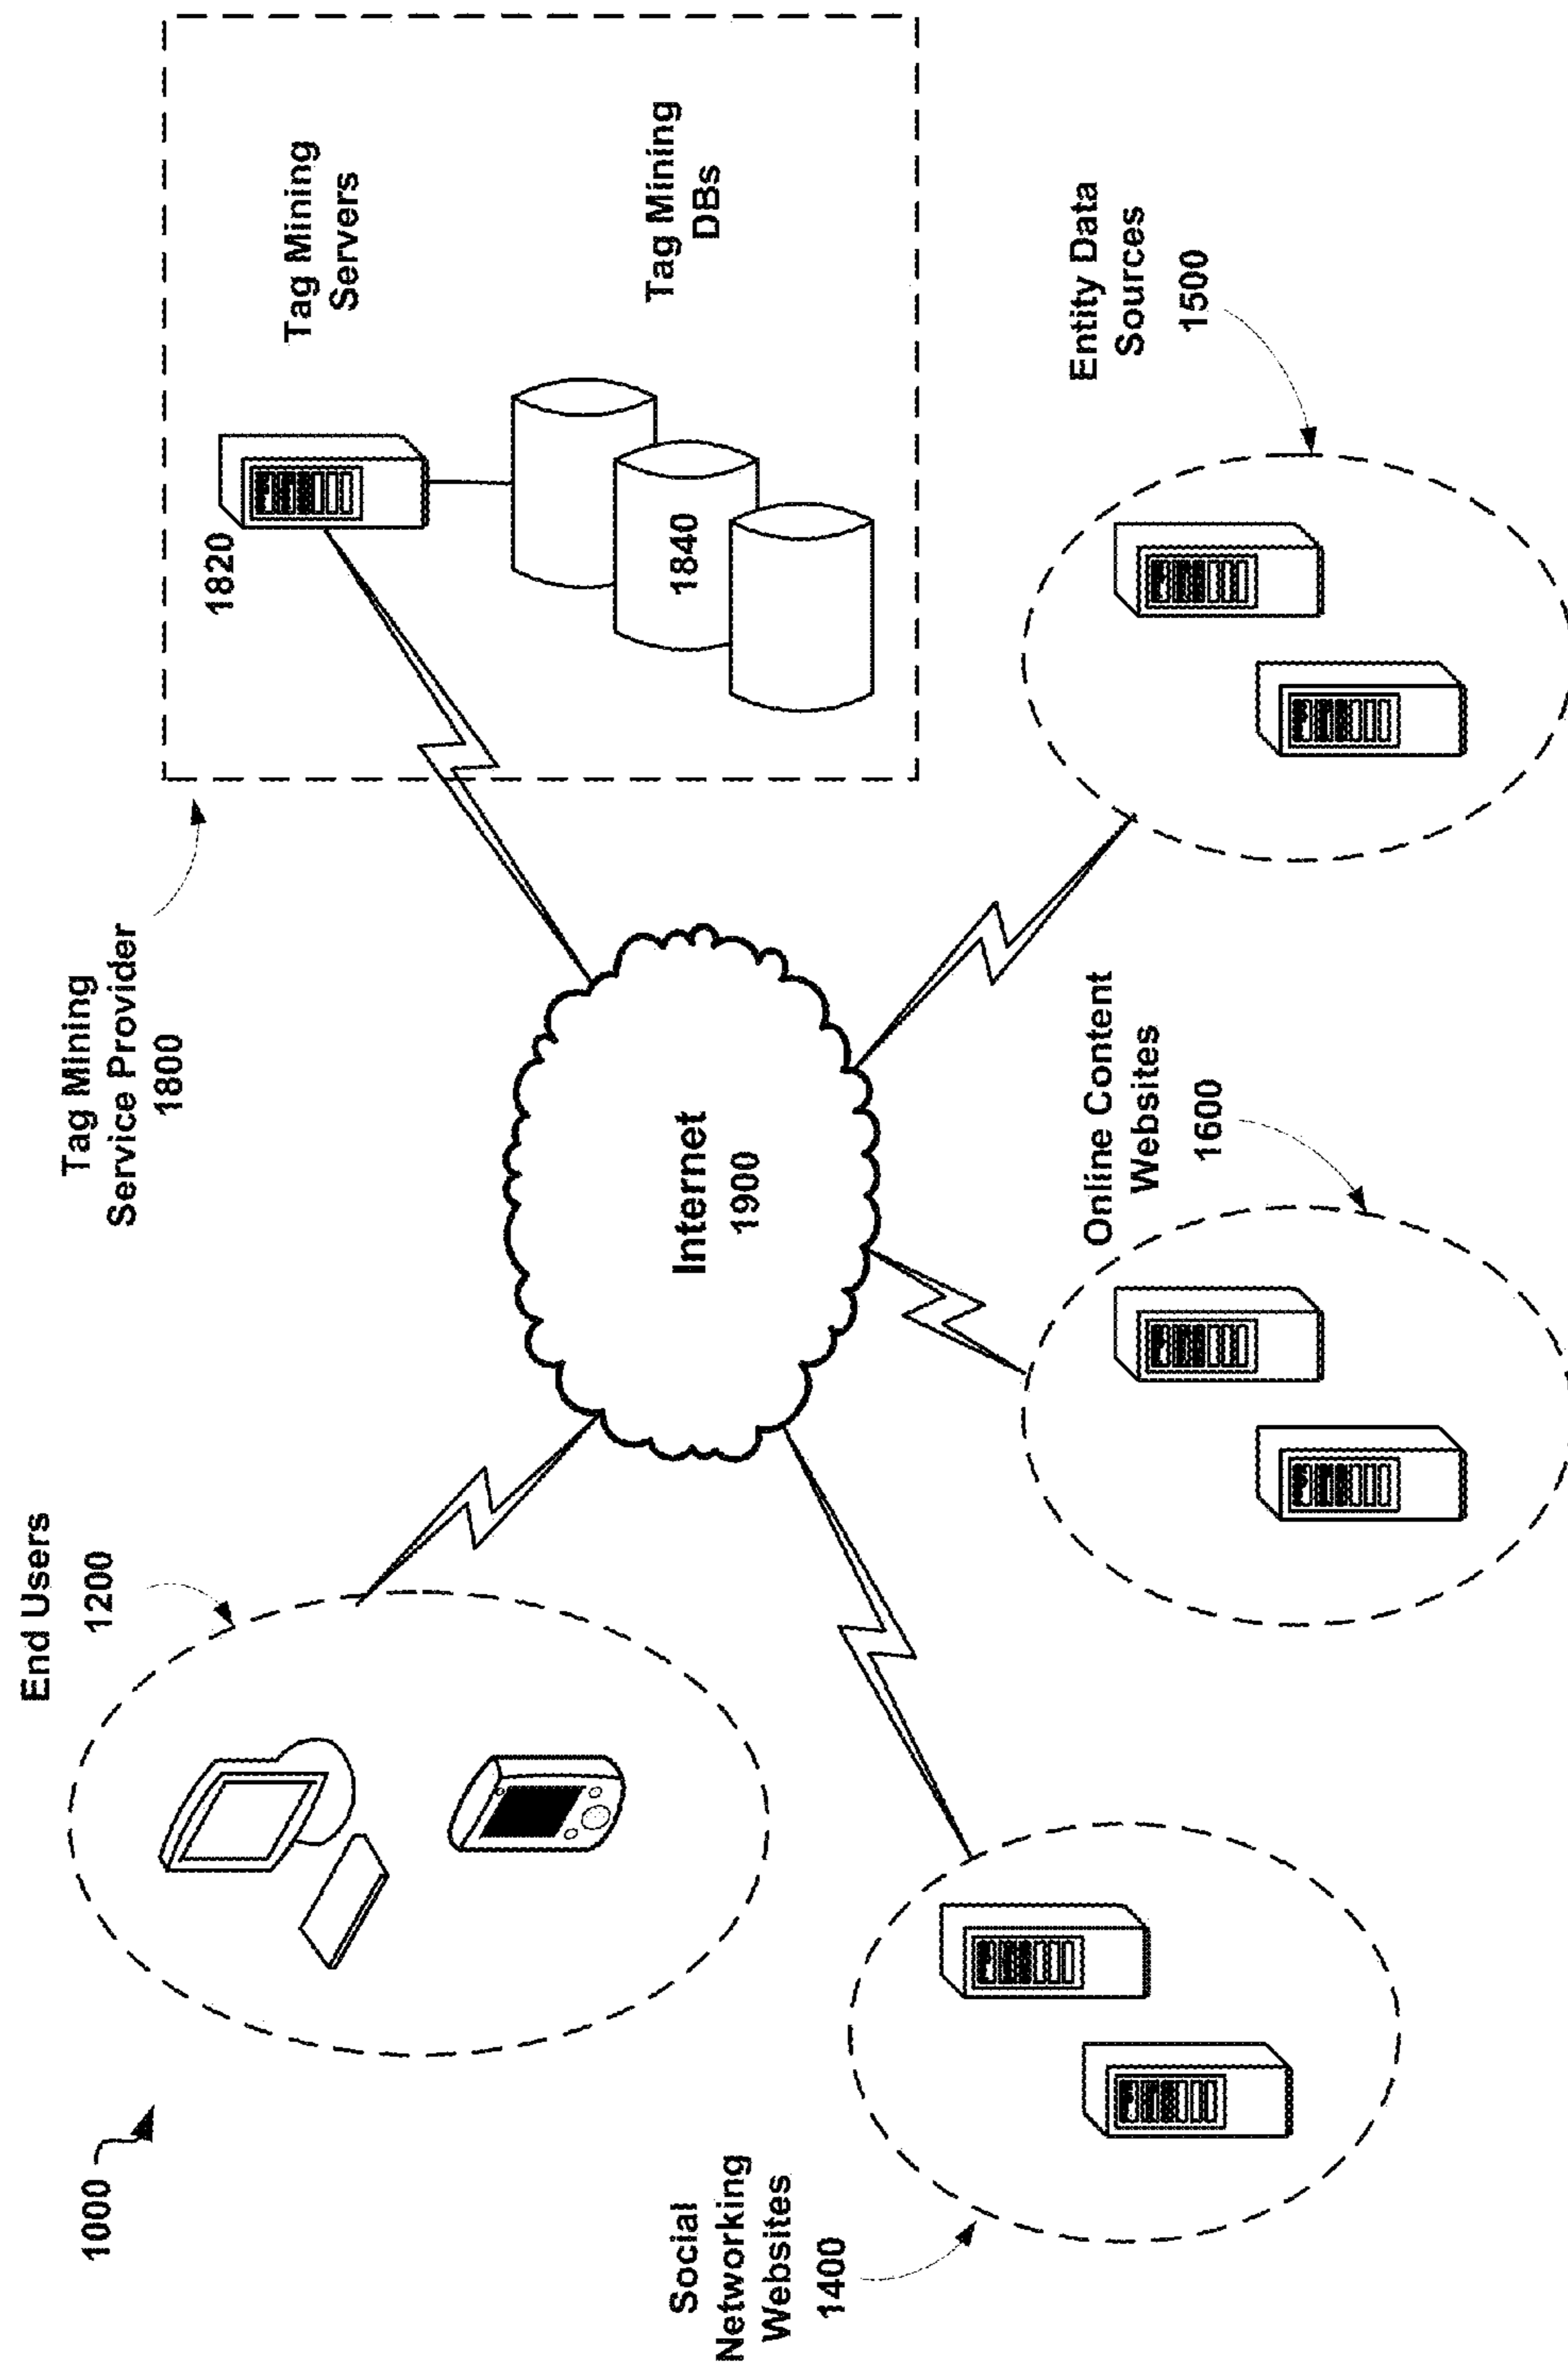 1000
End Users
1200
Tag Mining
Service Provider
1800
1820
Tag Mining
Servers
1840
Tag Mining
DBs
Internet
1900
Social
Networking
Websites
1400
Online Content
Websites
1600
Entity Data
Sources
1500